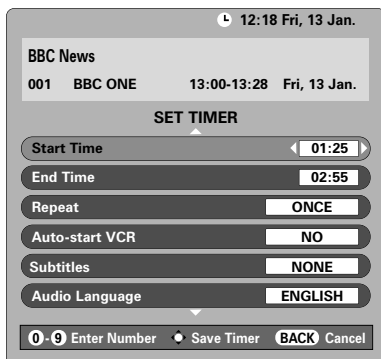 12:18 Fri, 13 Jan.
BBC News
001 BBC ONE 13:00-13:28 Fri, 13 Jan.
SET TIMER
Start Time 01:25
End Time 02:55
Repeat ONCE
Auto-start VCR NO
Subtitles NONE
Audio Language ENGLISH
0-9 Enter Number Save Timer BACK Cancel